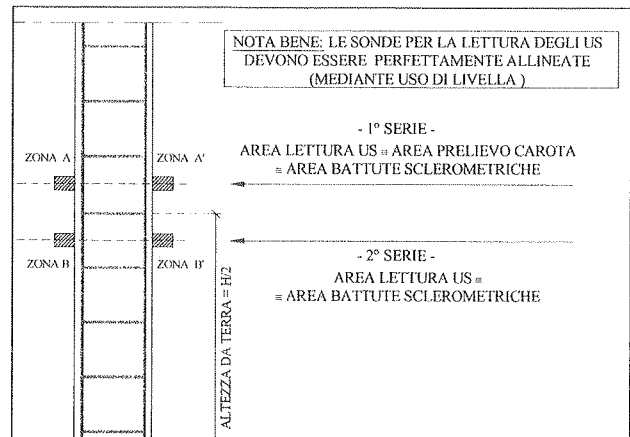 NOTA BENE: LE SONDE PER LA LETTURA DEGLI US
DEVONO ESSERE PERFETTAMENTE ALLINEATE
(MEDIANTE USO DI LIVELLA )
- 1° SERIE -
AREA LETTURA US ≡ AREA PRELIEVO CAROTA
≡ AREA BATTUTE SCLEROMETRICHE
ZONA A
ZONA A'
ZONA B
ZONA B'
- 2° SERIE -
AREA LETTURA US ≡
≡ AREA BATTUTE SCLEROMETRICHE
ALTEZZA DA TERRA = H/2